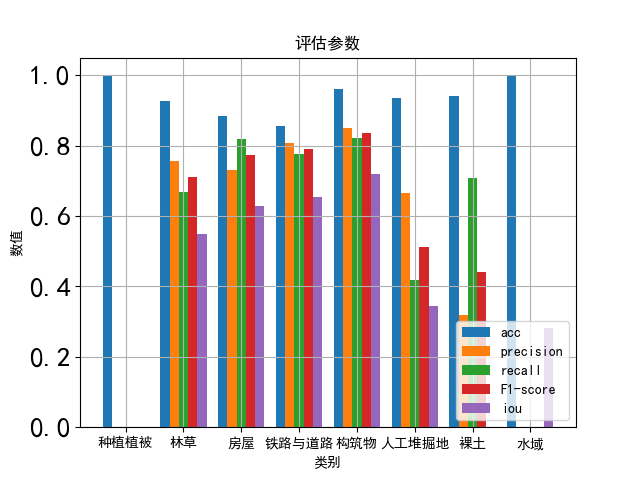 评估参数
1.0
0.8
0.6
0.4
0.2
0.0
数值
acc
precision
recall
F1-score
iou
种植植被 林草 房屋 铁路与道路 构筑物 人工堆掘地 裸土 水域
类别